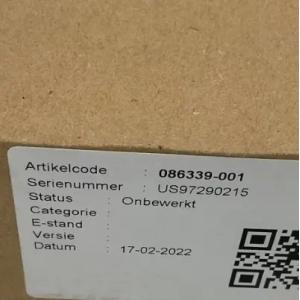 Artikelcode : 086339-001
Serienummer : US97290215
Status : Onbewerkt
Categorie :
E-stand :
Versie :
Datum : 17-02-2022